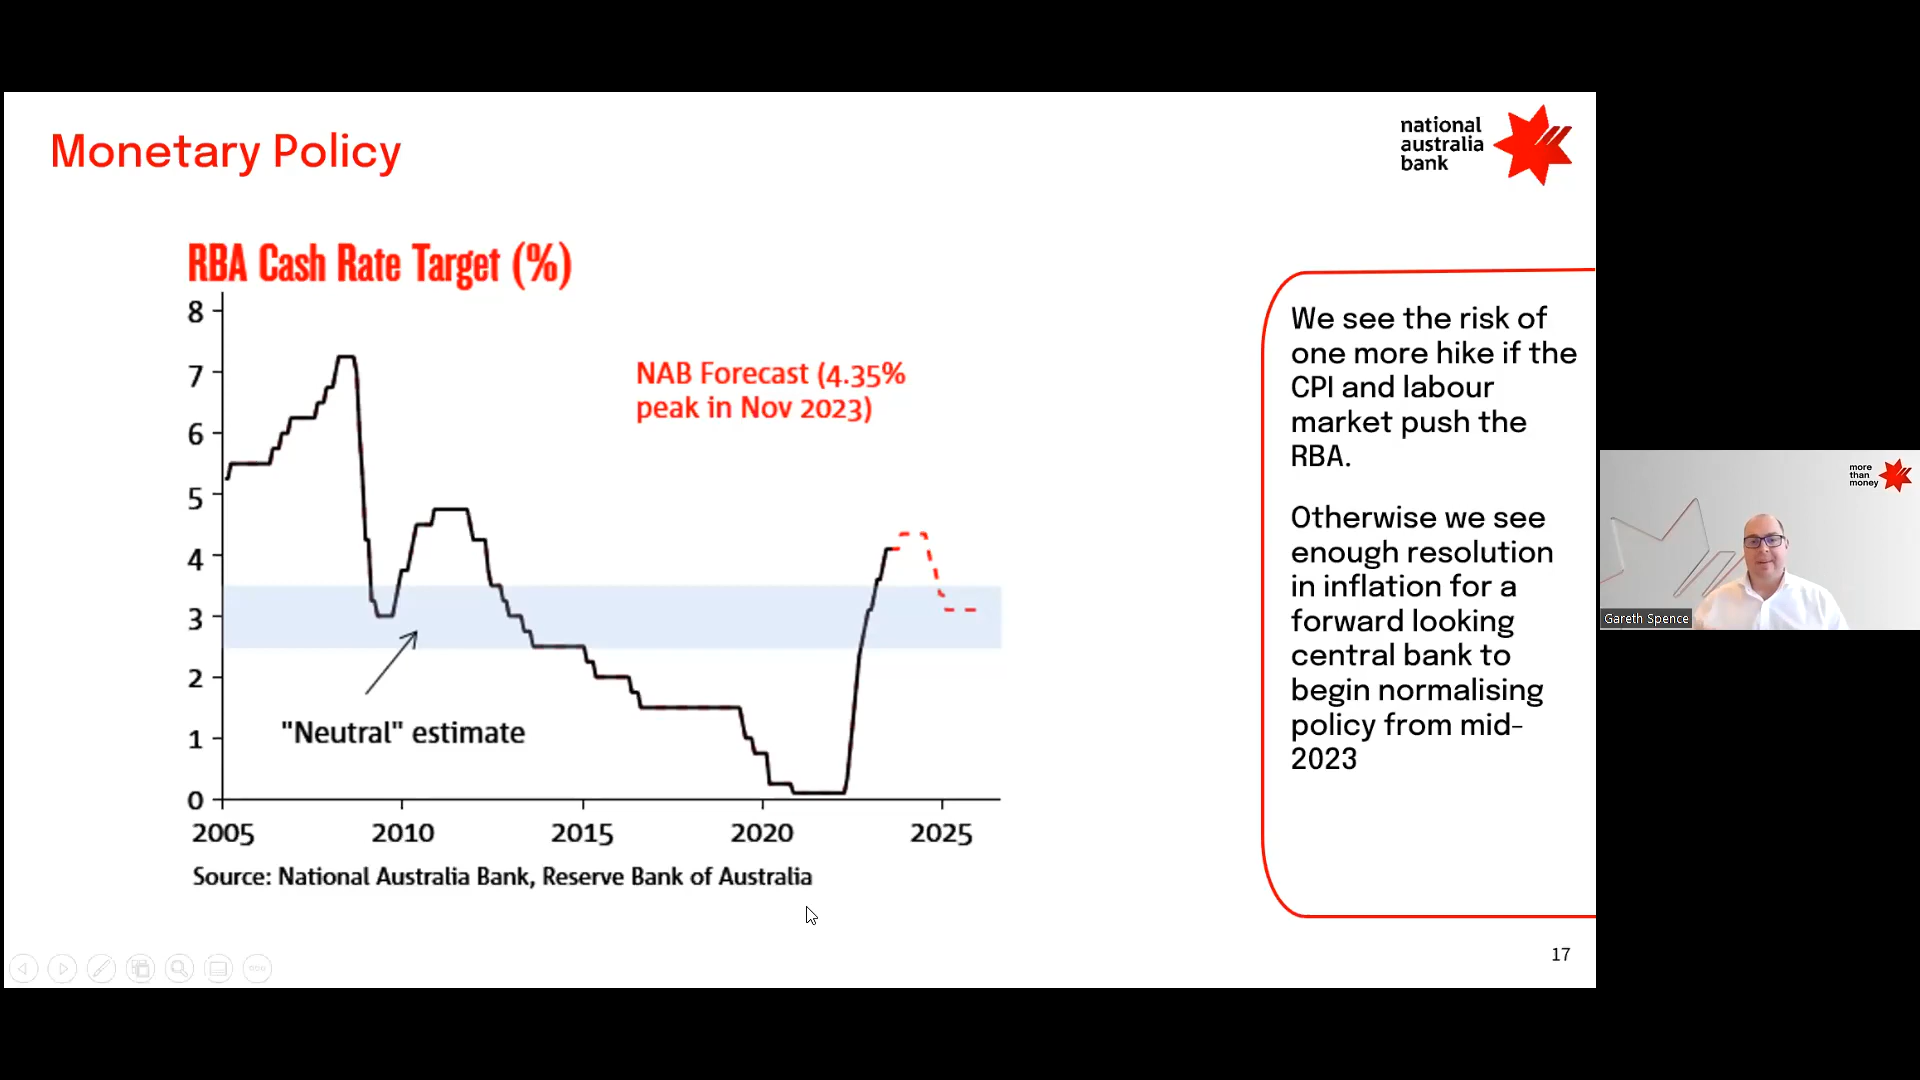 Monetary Policy
national
australia
bank
RBA Cash Rate Target (%)
8
7
6
5
4
3
2
1
0
NAB Forecast (4.35%
peak in Nov 2023)
"Neutral" estimate
2005
2010
2015
2020
2025
Source: National Australia Bank, Reserve Bank of Australia
We see the risk of
one more hike if the
CPI and labour
market push the
RBA.
Otherwise we see
enough resolution
in inflation for a
forward looking
central bank to
begin normalising
policy from mid-
2023
17
more
than
money
Gareth Spence